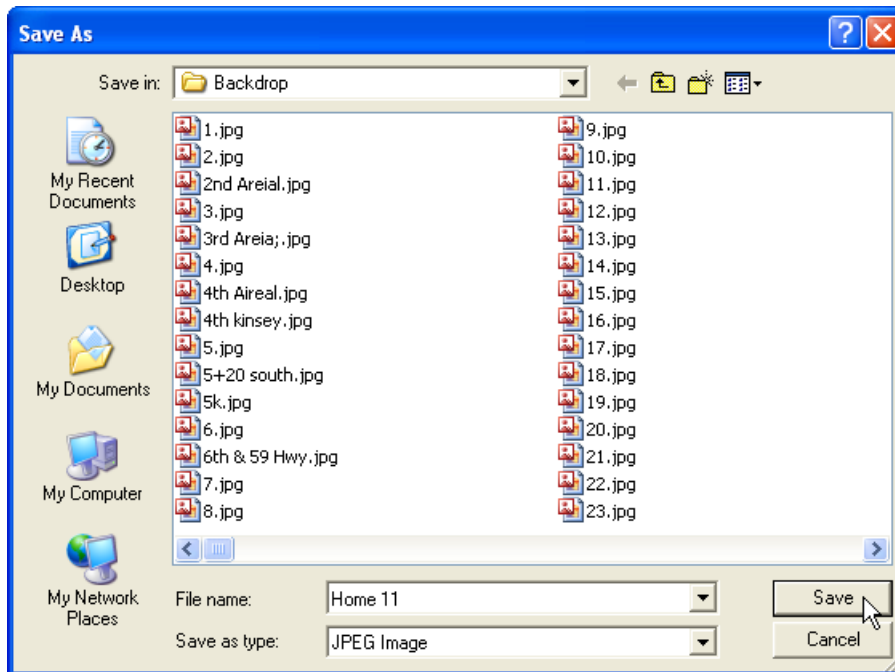 Save As
Save in:
Backdrop
My Recent
Documents
Desktop
My Documents
My Computer
My Network
Places
1.jpg
2.jpg
2nd Areial.jpg
3.jpg
3rd Areia;.jpg
4.jpg
4th Aireal.jpg
4th kinsey.jpg
5.jpg
5+20 south.jpg
5k.jpg
6.jpg
6th & 59 Hwy.jpg
7.jpg
8.jpg
9.jpg
10.jpg
11.jpg
12.jpg
13.jpg
14.jpg
15.jpg
16.jpg
17.jpg
18.jpg
19.jpg
20.jpg
21.jpg
22.jpg
23.jpg
File name:
Home 11
Save
Save as type:
JPEG Image
Cancel